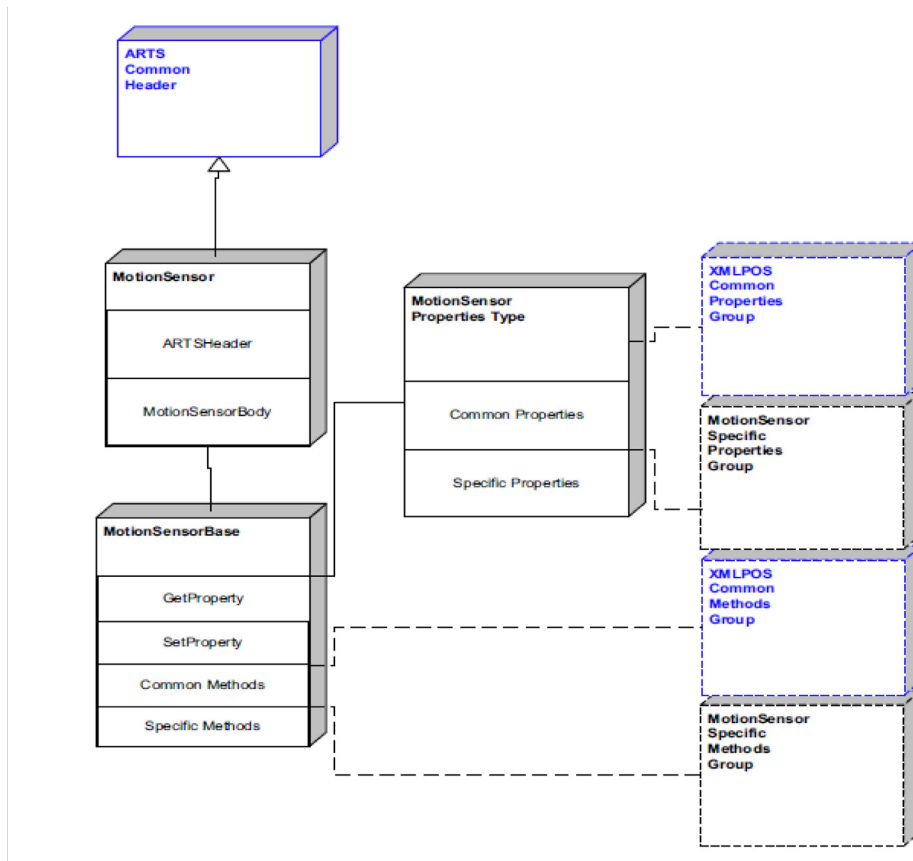 ARTS
Common
Header
MotionSensor
ARTSHeader
MotionSensorBody
MotionSensorBase
GetProperty
SetProperty
Common Methods
Specific Methods
MotionSensor
Properties Type
Common Properties
Specific Properties
XMLPOS
Common
Properties
Group
MotionSensor
Specific
Properties
Group
XMLPOS
Common
Methods
Group
MotionSensor
Specific
Methods
Group